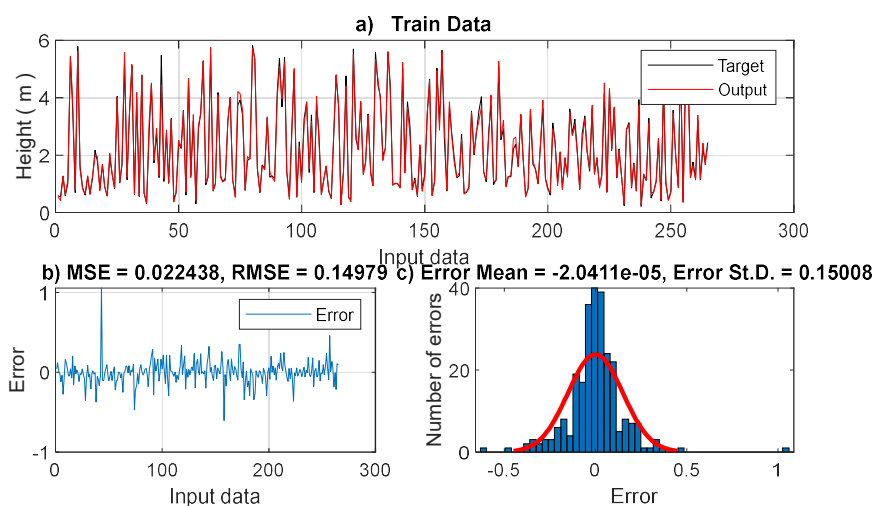 a)   Train Data
Height ( m )
6
4
2
0
0 50 100 150 200 250 300
Target
Output
Input data
b) MSE = 0.022438, RMSE = 0.14979
Error
1
0
-1
0 100 200 300
Error
Input data
c) Error Mean = -2.0411e-05, Error St.D. = 0.15008
Number of errors
40
20
0
-0.5 0 0.5 1
Error